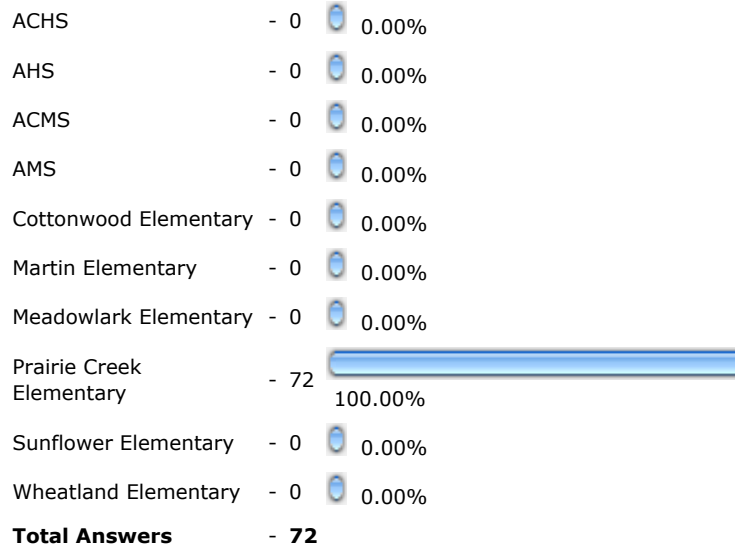 ACHS - 0 0.00%
AHS - 0 0.00%
ACMS - 0 0.00%
AMS - 0 0.00%
Cottonwood Elementary - 0 0.00%
Martin Elementary - 0 0.00%
Meadowlark Elementary - 0 0.00%
Prairie Creek
Elementary - 72
100.00%
Sunflower Elementary - 0 0.00%
Wheatland Elementary - 0 0.00%
Total Answers - 72